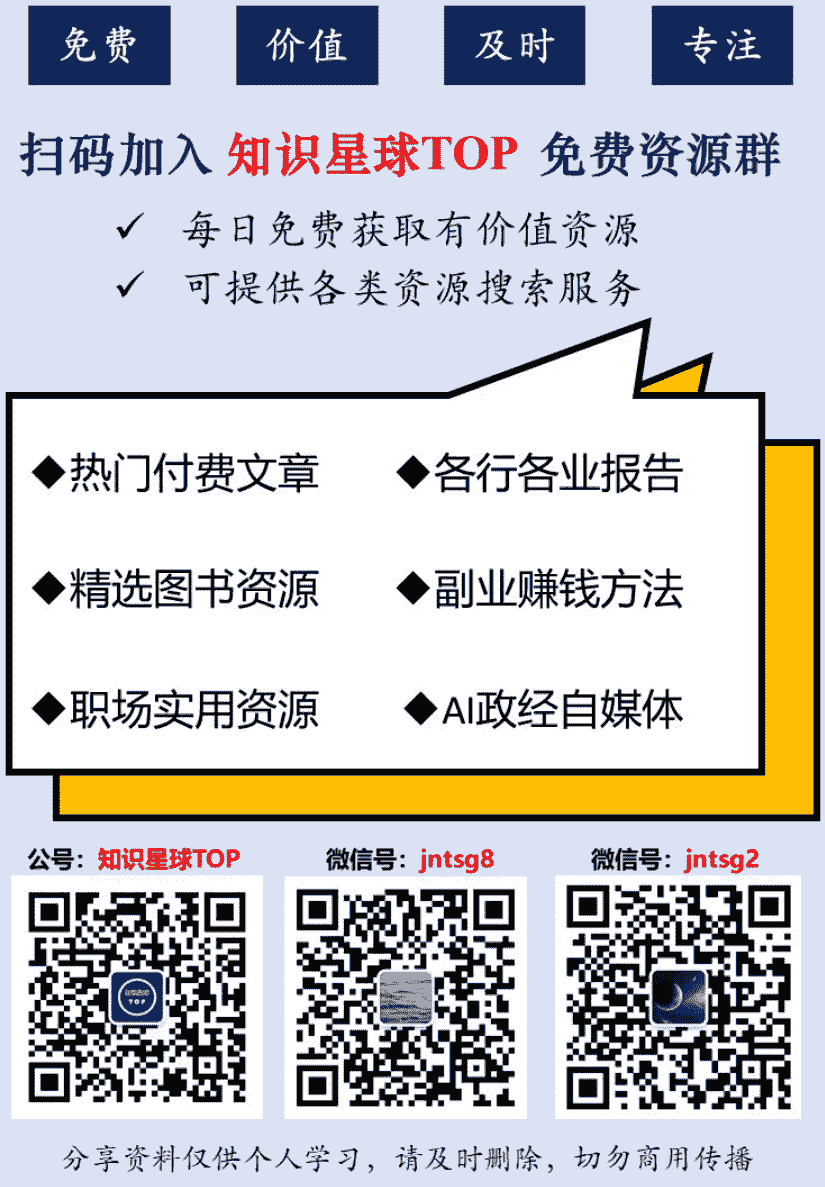 免费 价值 及时 专注
扫码加入 知识星球TOP 免费资源群
✓ 每日免费获取有价值资源
✓ 可提供各类资源搜索服务
◆热门付费文章 ◆各行各业报告
◆精选图书资源 ◆副业赚钱方法
◆职场实用资源 ◆AI政经自媒体
公号：知识星球TOP 微信号：jntsg8 微信号：jntsg2
TOP
分享资料仅供个人学习，请及时删除，切勿商用传播